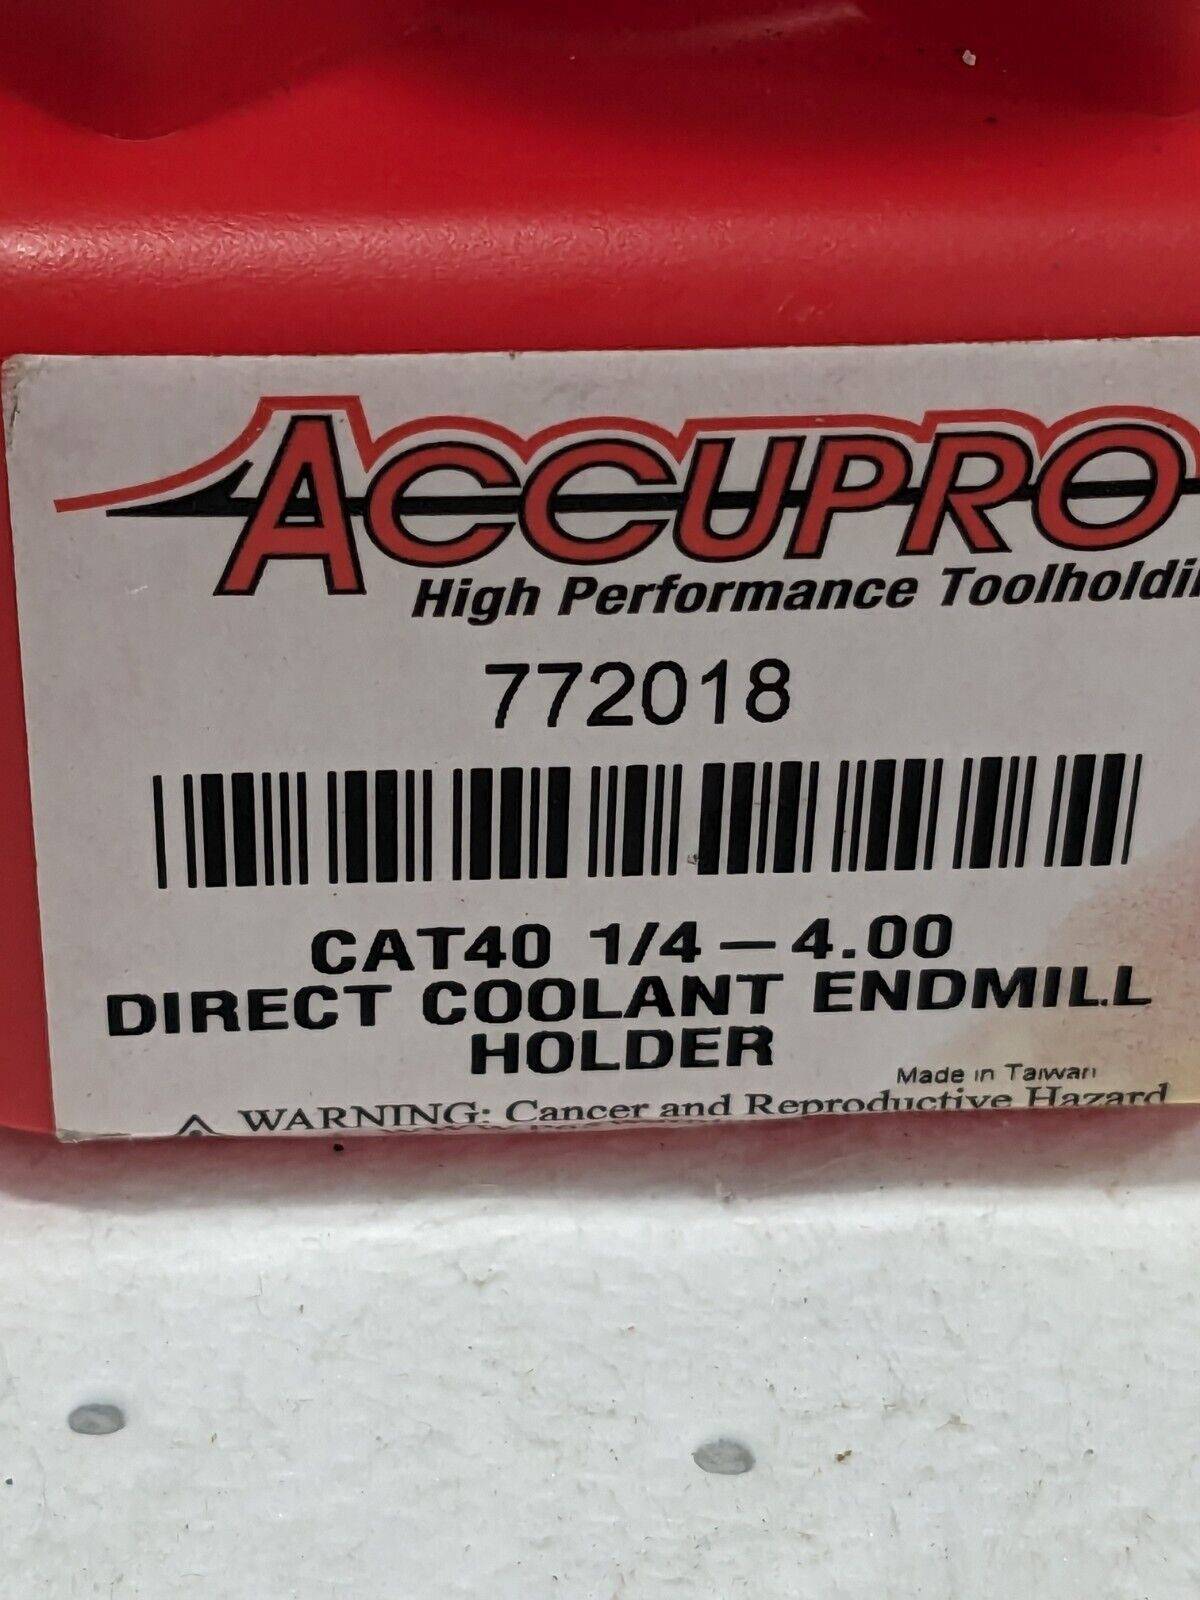 ACCUPRO
High Performance
772018
CAT40 1/4 – 4.00
DIRECT COOLANT ENDMILL
HOLDER
Made in Taiwan
WARNING: Cancer and Reproductive Hazard